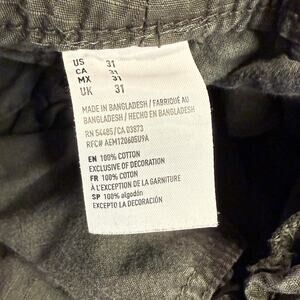 US 31
CA 31
MX 31
UK 31
MADE IN BANGLADESH / FABRIQUÉ AU
BANGLADESH / HECHO EN BANGLADESH
RN 54485/CA 03873
RFC# AEM120605U9A
EN 100% COTTON
EXCLUSIVE OF DECORATION
FR 100% COTON
À L'EXCEPTION DE LA GARNITURE
SP 100% algodón
EXCEPTO LA DECORACIÓN